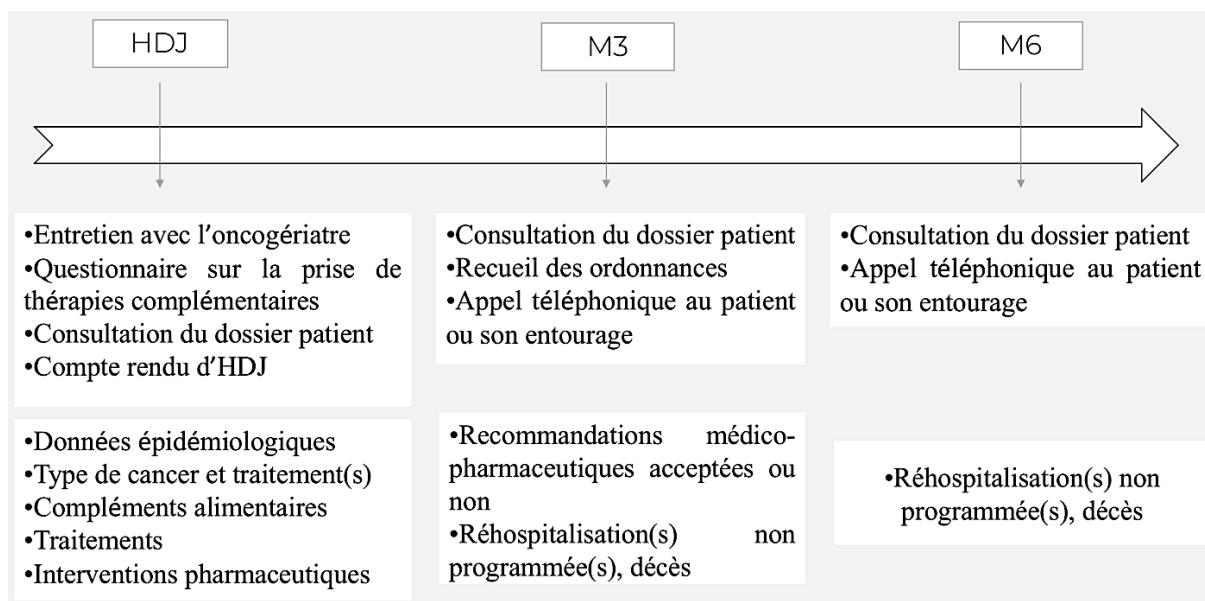 HDJ
M3
M6
•Entretien avec l’oncogériatre
•Questionnaire sur la prise de
thérapies complémentaires
•Consultation du dossier patient
•Compte rendu d’HDJ
•Consultation du dossier patient
•Recueil des ordonnances
•Appel téléphonique au patient
ou son entourage
•Consultation du dossier patient
•Appel téléphonique au patient
ou son entourage
•Données épidémiologiques
•Type de cancer et traitement(s)
•Compléments alimentaires
•Traitements
•Interventions pharmaceutiques
•Recommandations médico-
pharmaceutiques acceptées ou
non
•Réhospitalisation(s) non
programmée(s), décès
•Réhospitalisation(s) non
programmée(s), décès